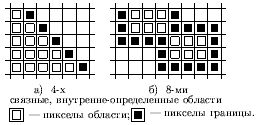 а) 4-х б) 8-ми
связные, внутренне-определенные области
— пикселы области; — пикселы границы.